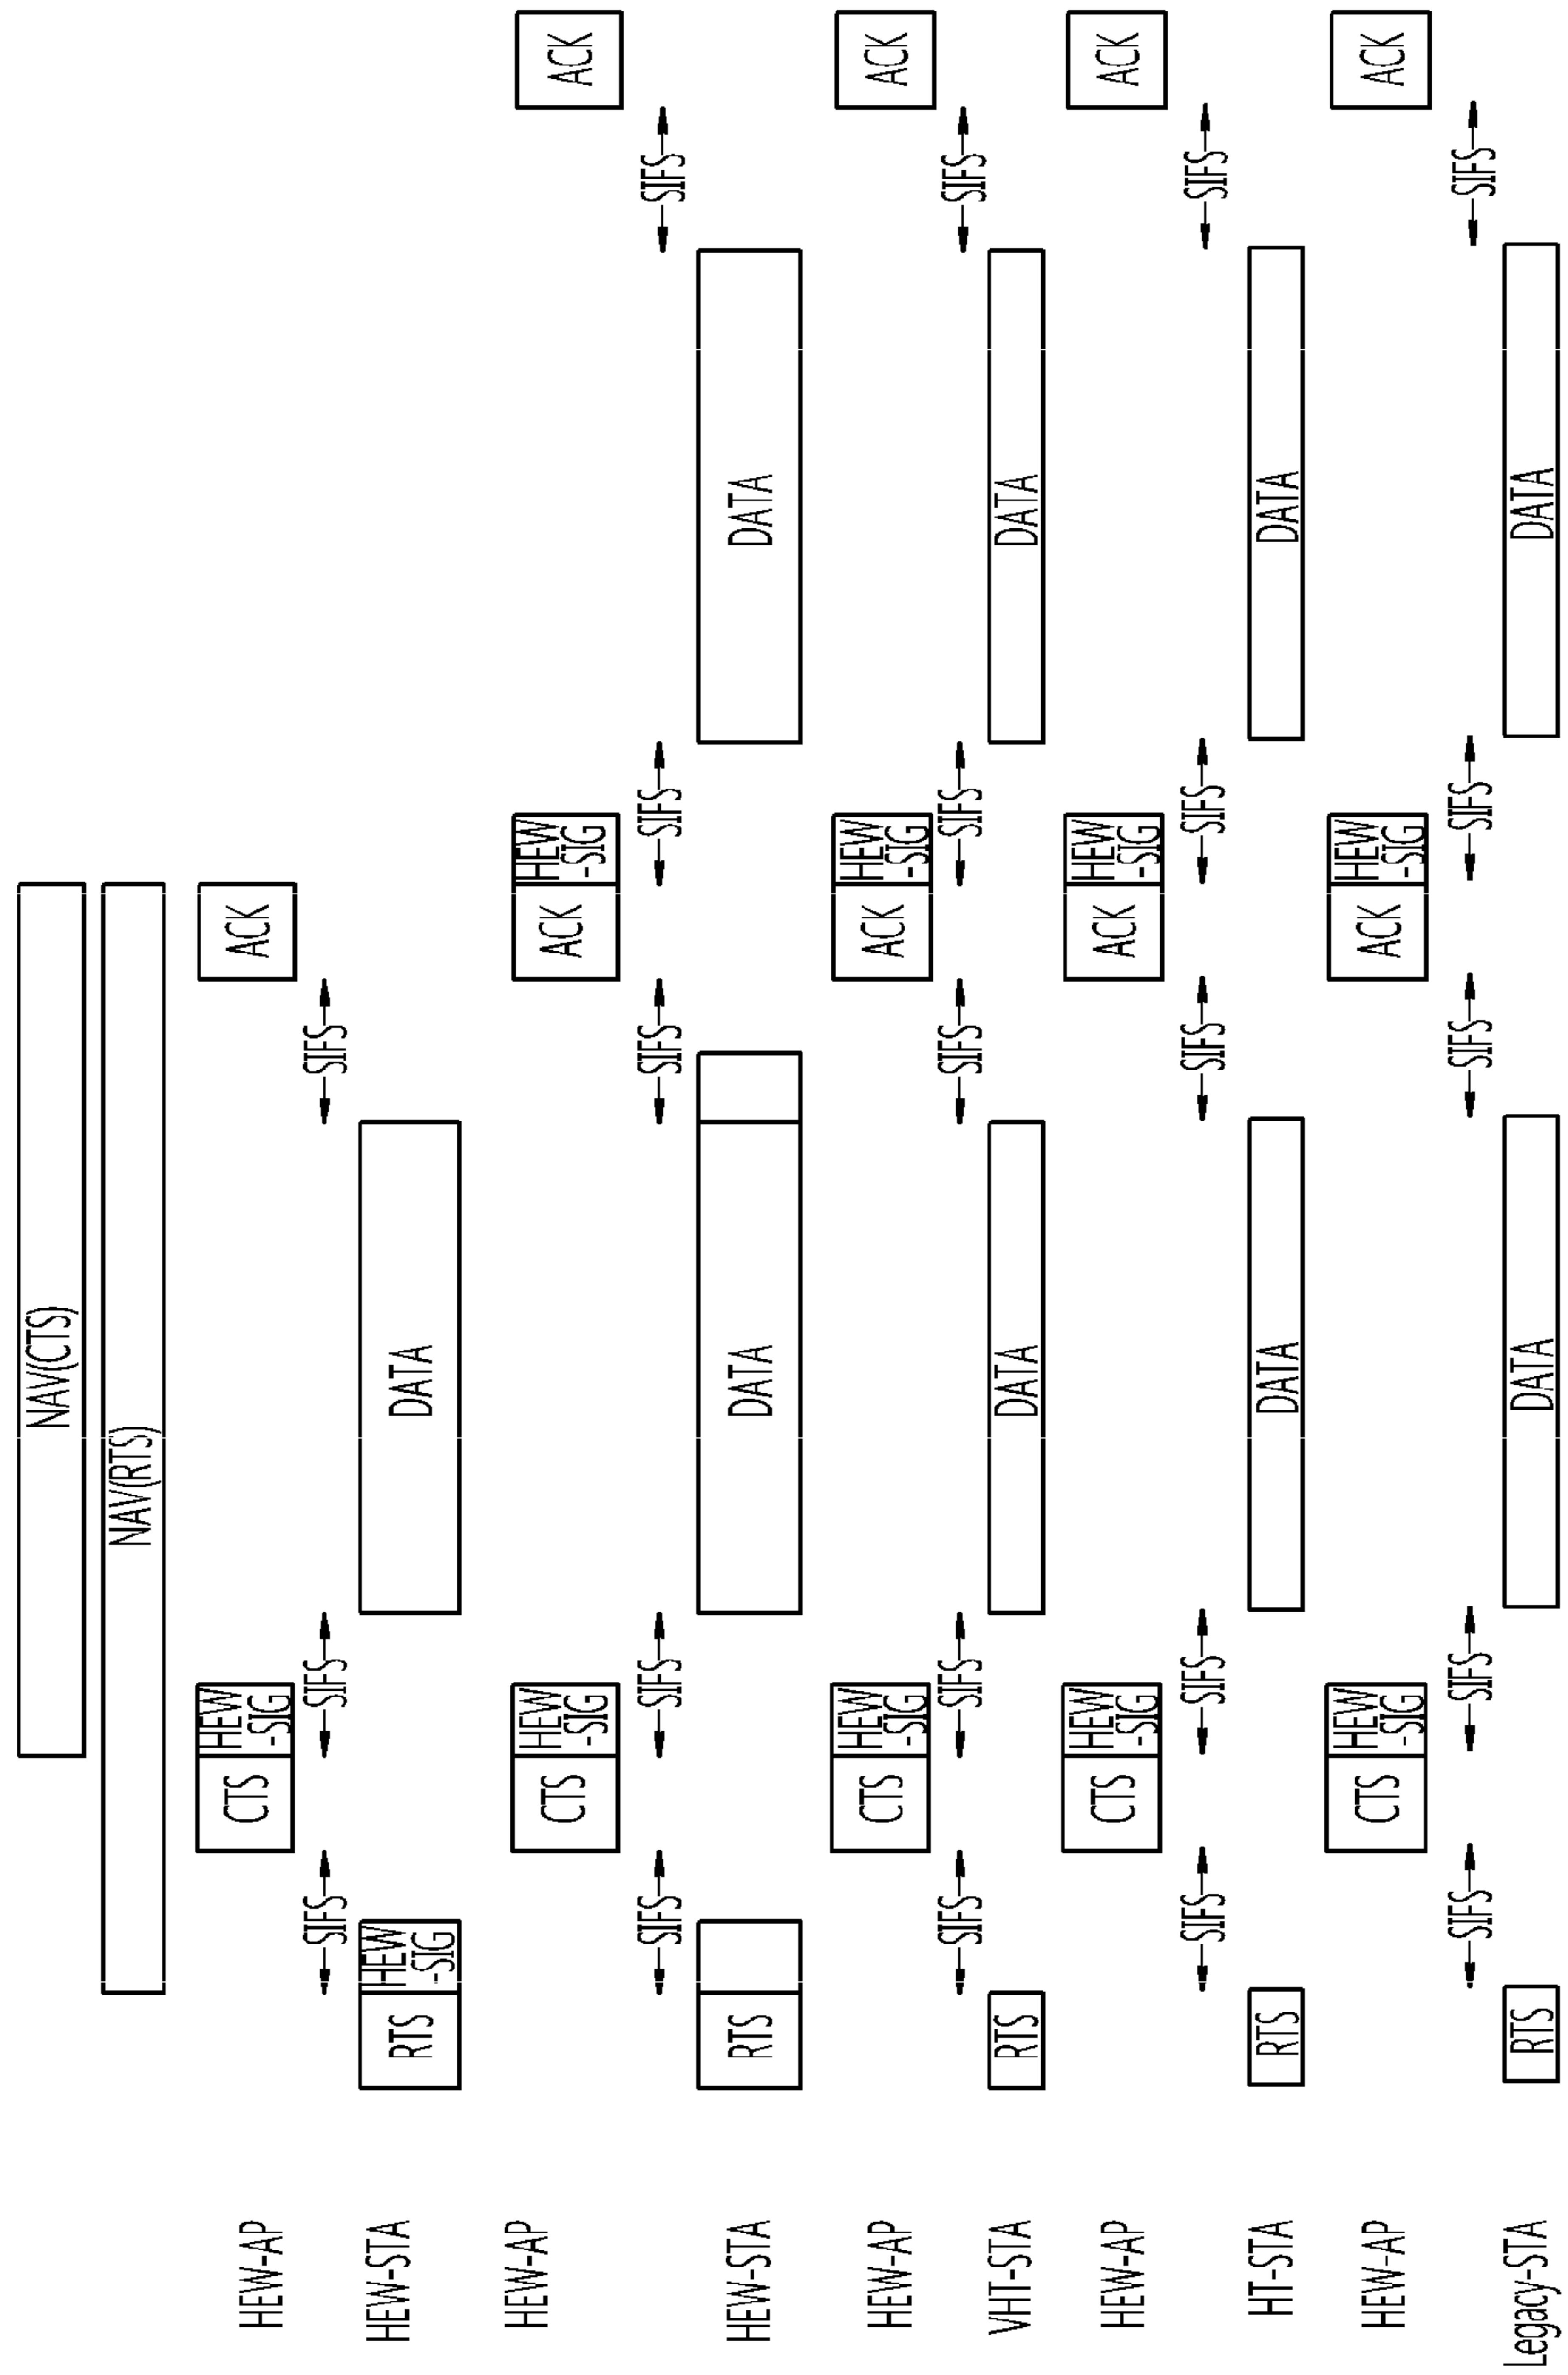 NAV(CTS)
NAV(RTS)
HEW-AP
CTS
HEW
-SIG
ACK
SIFS
SIFS
SIFS
HEW-STA
RTS
HEW
-SIG
DATA
HEW-AP
CTS
HEW
-SIG
ACK
HEW
-SIG
ACK
SIFS
SIFS
SIFS
SIFS
SIFS
HEW-STA
RTS
DATA
DATA
HEW-AP
CTS
HEW
-SIG
ACK
HEW
-SIG
ACK
SIFS
SIFS
SIFS
SIFS
SIFS
VHT-STA
RTS
DATA
DATA
HEW-AP
CTS
HEW
-SIG
ACK
HEW
-SIG
ACK
SIFS
SIFS
SIFS
SIFS
SIFS
HT-STA
RTS
DATA
DATA
HEW-AP
CTS
HEW
-SIG
ACK
HEW
-SIG
ACK
SIFS
SIFS
SIFS
SIFS
SIFS
Legacy-STA
RTS
DATA
DATA